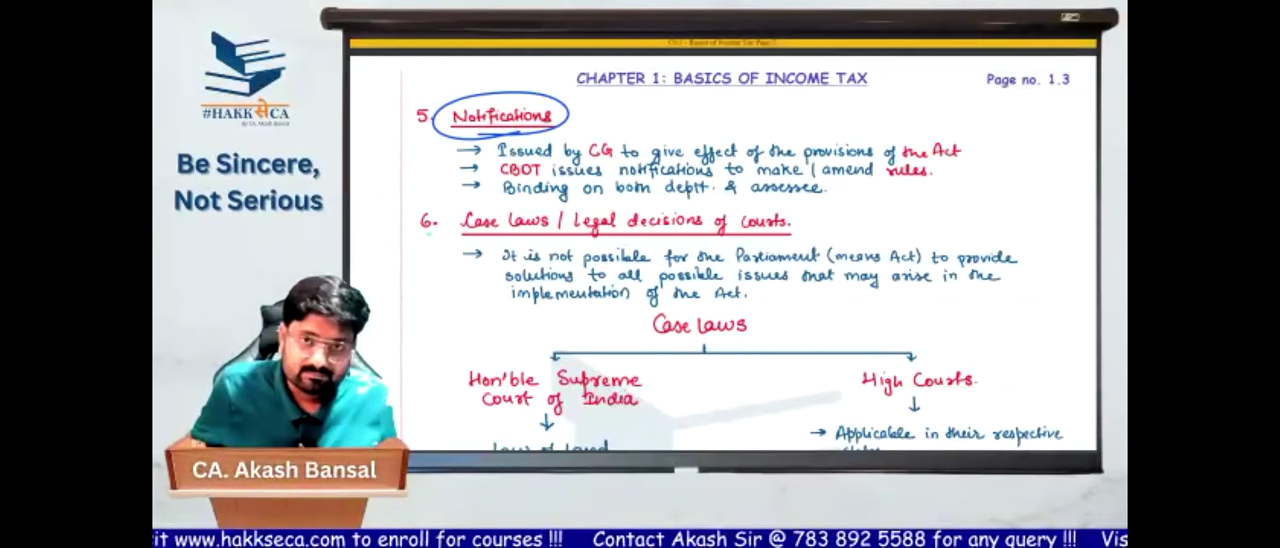 #HAKKसेCA
by CA. Akash Bansal
Be Sincere,
Not Serious
CA. Akash Bansal
CHAPTER 1: BASICS OF INCOME TAX
Page no. 1.3
5. Notifications
→ Issued by CG to give effect of the provisions of the Act
→ CBDT issues notifications to make / amend rules.
→ Binding on both deptt. & assessee.
6. Case laws / Legal decisions of courts.
→ It is not possible for the Parliament (means Act) to provide
solutions to all possible issues that may arise in the
implementation of the Act.
Case laws
Hon'ble Supreme
Court of India
High Courts.
→ Applicable in their respective
it www.hakkseca.com to enroll for courses !!! Contact Akash Sir @ 783 892 5588 for any query !!! Vis